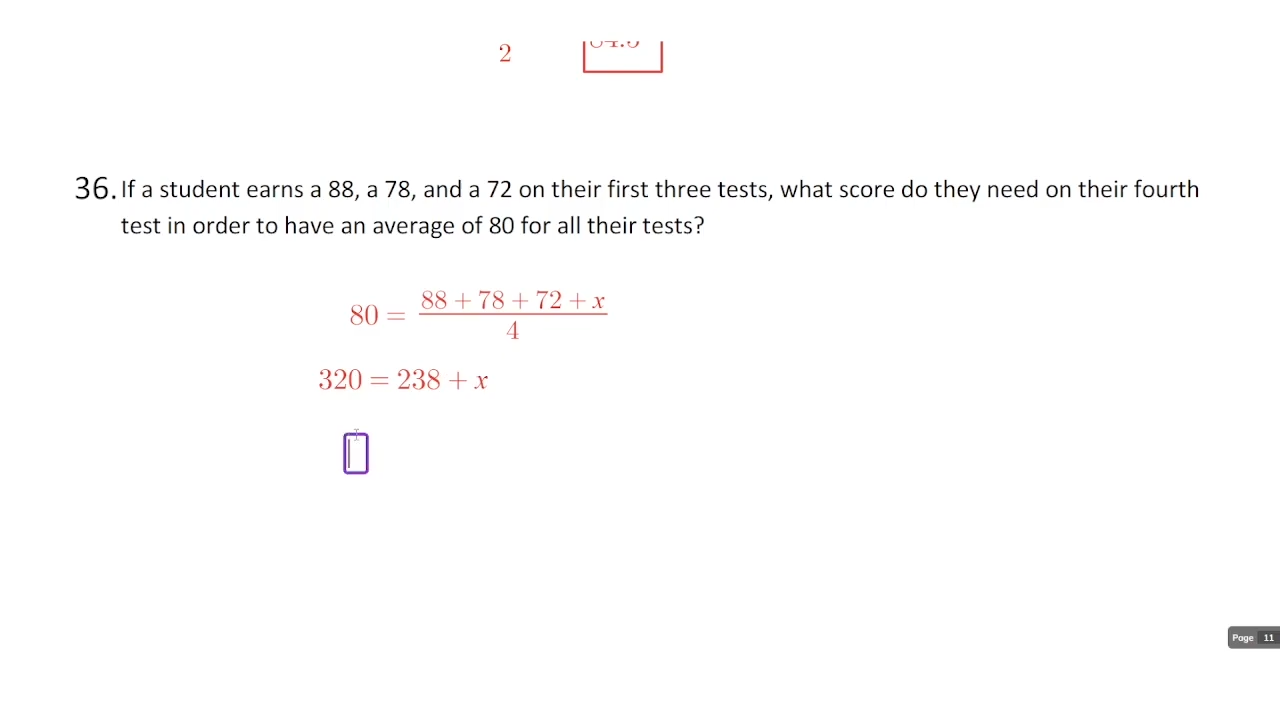 2
36. If a student earns a 88, a 78, and a 72 on their first three tests, what score do they need on their fourth
test in order to have an average of 80 for all their tests?
80 = (88 + 78 + 72 + x)/4
320 = 238 + x
Page 11